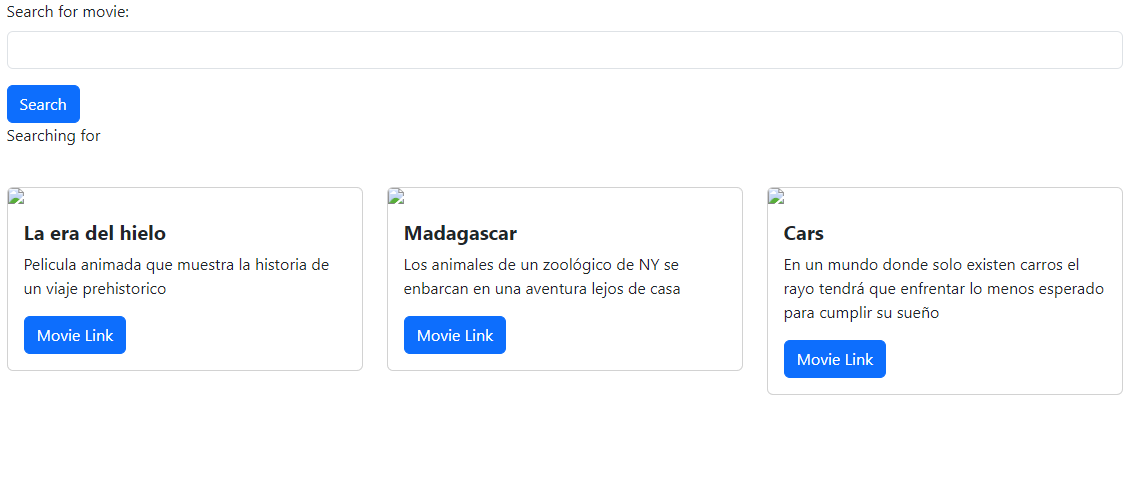 Search for movie:
Search
Searching for
La era del hielo
Pelicula animada que muestra la historia de
un viaje prehistorico
Movie Link
Madagascar
Los animales de un zoológico de NY se
enbarcan en una aventura lejos de casa
Movie Link
Cars
En un mundo donde solo existen carros el
rayo tendrá que enfrentar lo menos esperado
para cumplir su sueño
Movie Link